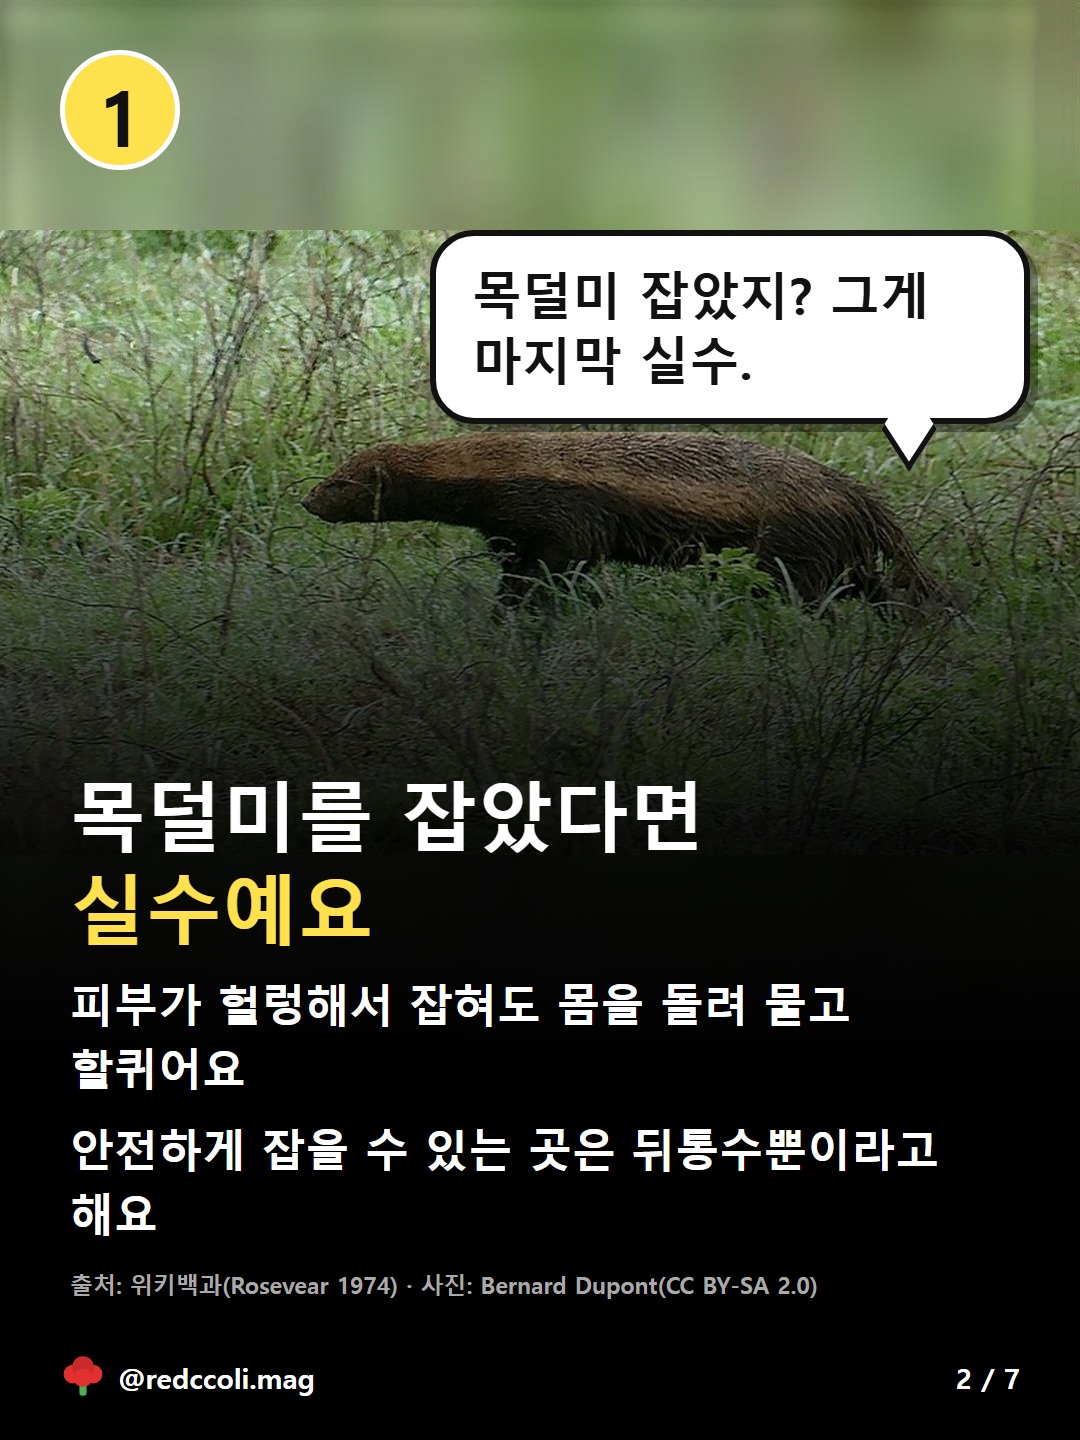 1
목덜미 잡았지? 그게
마지막 실수.
목덜미를 잡았다면
실수예요
피부가 헐렁해서 잡혀도 몸을 돌려 물고
할퀴어요
안전하게 잡을 수 있는 곳은 뒤통수뿐이라고
해요
출처: 위키백과(Rosevear 1974) · 사진: Bernard Dupont(CC BY-SA 2.0)
@redccoli.mag
2 / 7